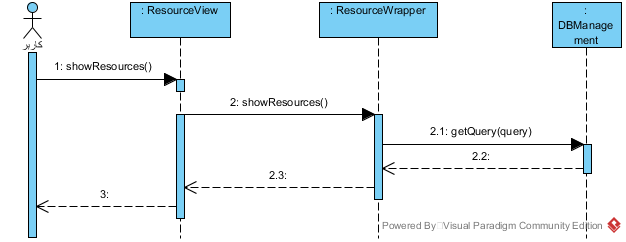 : ResourceView
: ResourceWrapper
:
DBManage
ment
کاربر
1: showResources()
2: showResources()
2.1: getQuery(query)
2.2:
2.3:
3:
Powered By Visual Paradigm Community Edition